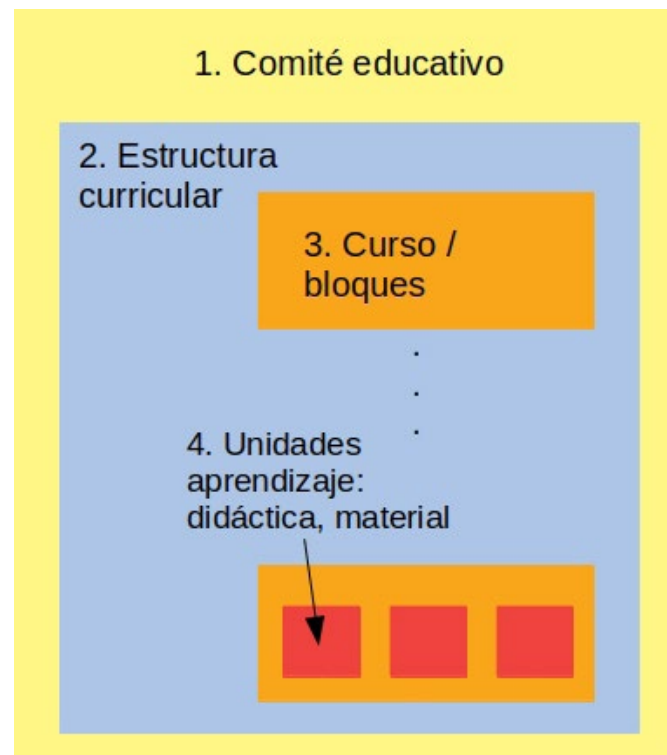 1. Comité educativo
2. Estructura
curricular
3. Curso /
bloques
.
.
.
4. Unidades
aprendizaje:
didáctica, material